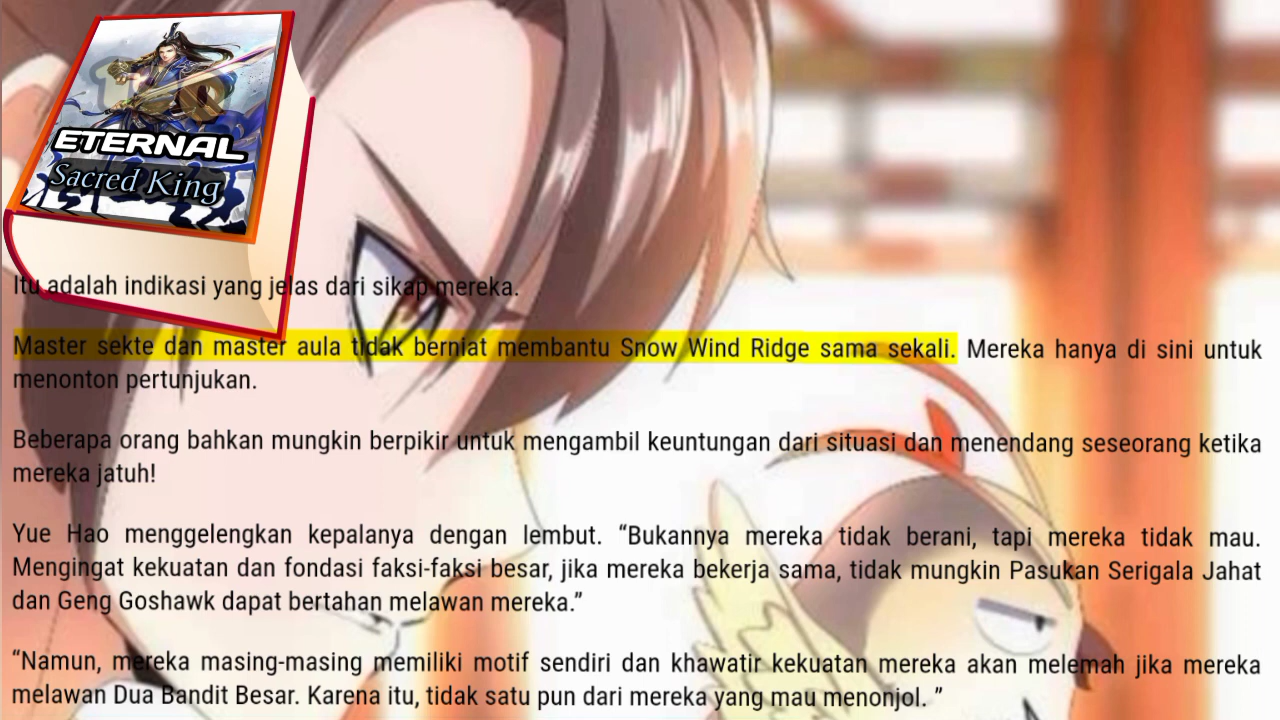 ETERNAL
Sacred King
Itu adalah indikasi yang jelas dari sikap mereka.
Master sekte dan master aula tidak berniat membantu Snow Wind Ridge sama sekali. Mereka hanya di sini untuk
menonton pertunjukan.
Beberapa orang bahkan mungkin berpikir untuk mengambil keuntungan dari situasi dan menendang seseorang ketika
mereka jatuh!
Yue Hao menggelengkan kepalanya dengan lembut. “Bukannya mereka tidak berani, tapi mereka tidak mau.
Mengingat kekuatan dan fondasi faksi-faksi besar, jika mereka bekerja sama, tidak mungkin Pasukan Serigala Jahat
dan Geng Goshawk dapat bertahan melawan mereka.”
“Namun, mereka masing-masing memiliki motif sendiri dan khawatir kekuatan mereka akan melemah jika mereka
melawan Dua Bandit Besar. Karena itu, tidak satu pun dari mereka yang mau menonjol. ”